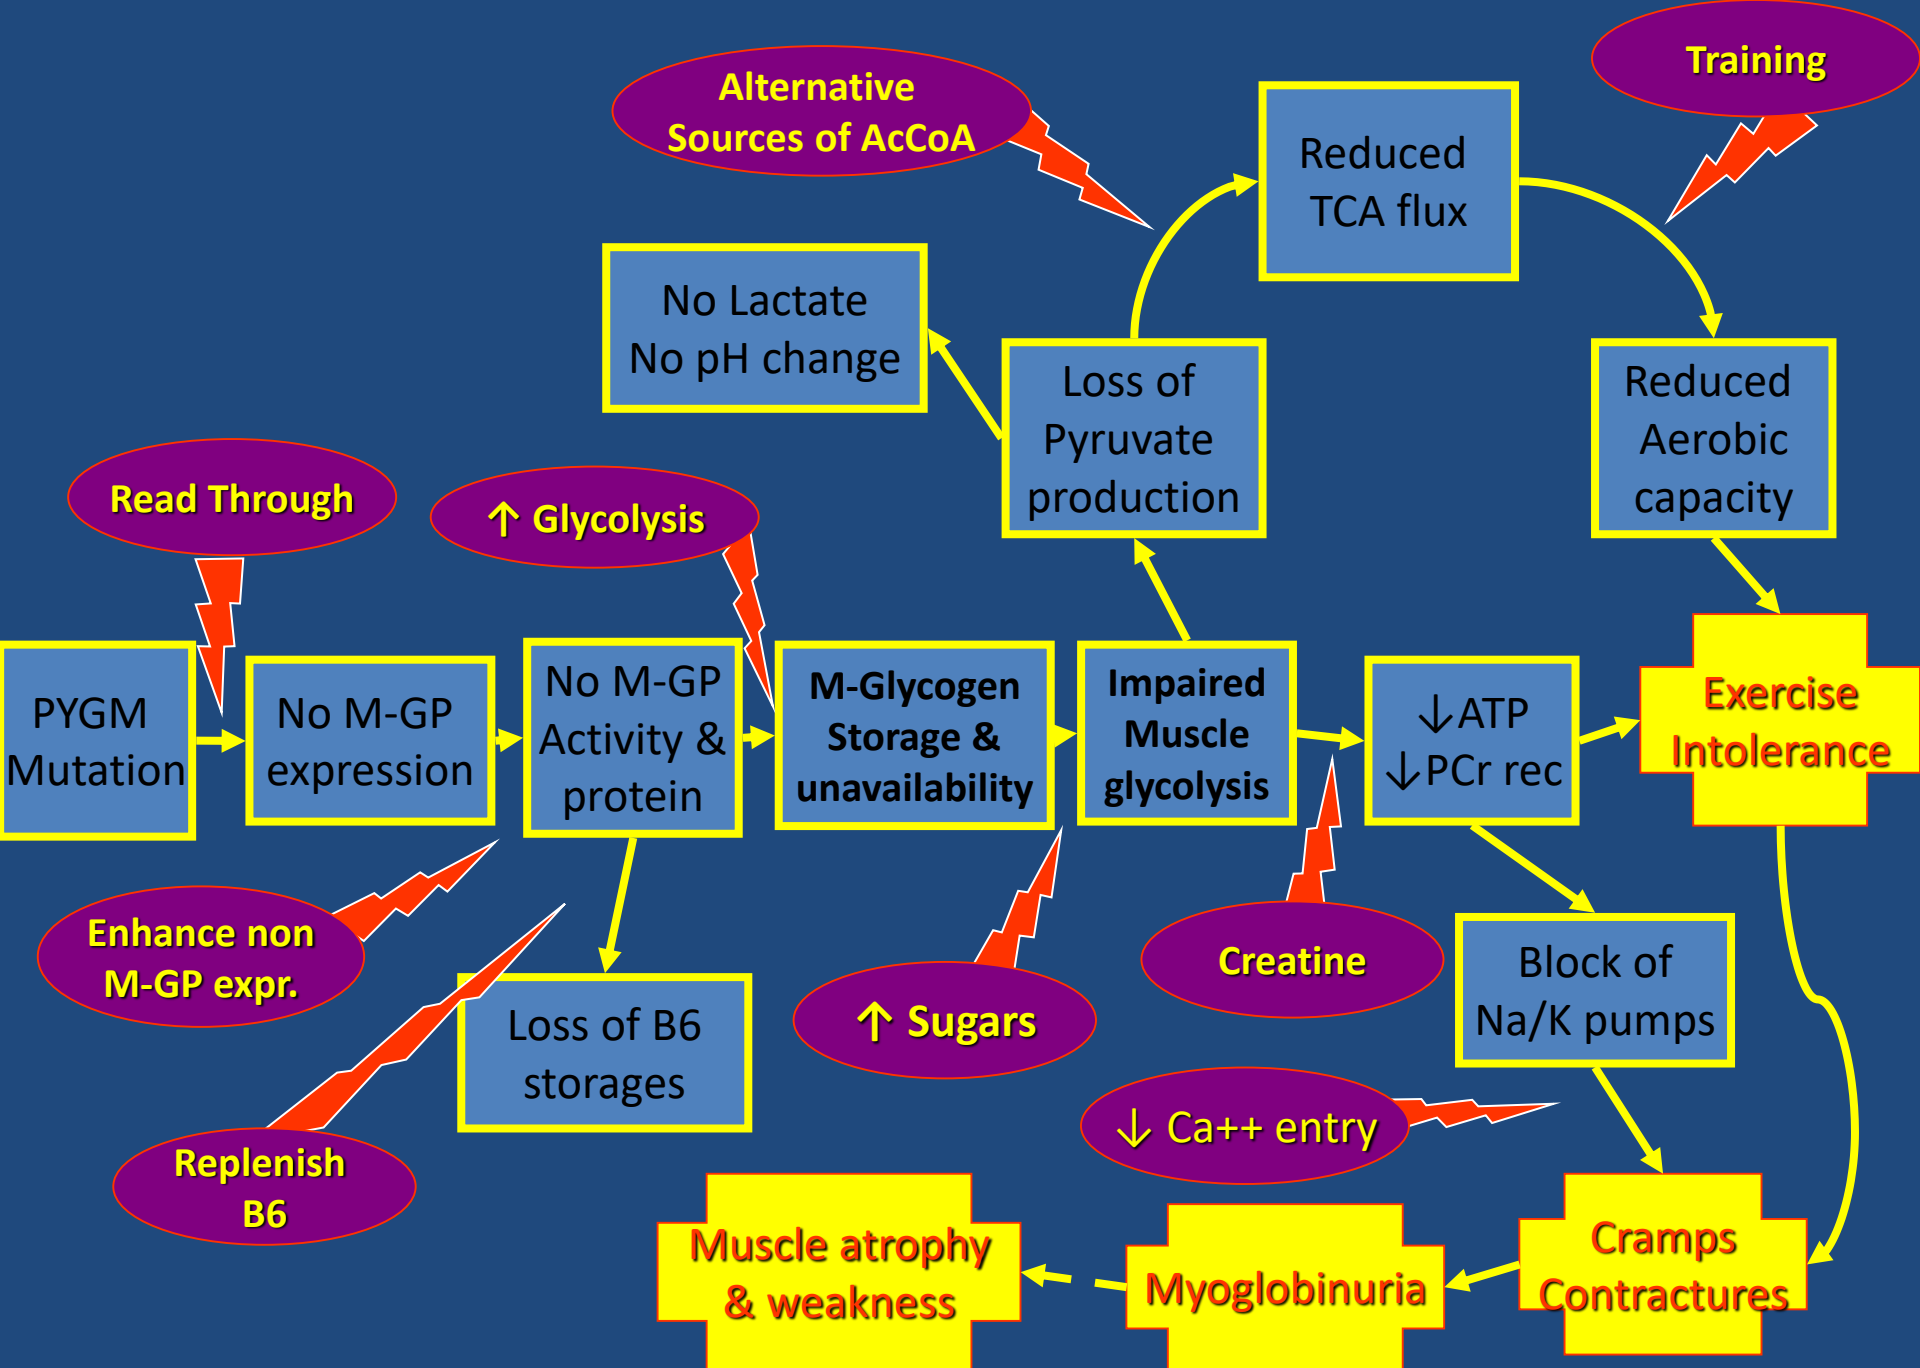 Training
Alternative
Sources of AcCoA
Reduced
TCA flux
No Lactate
No pH change
Loss of
Pyruvate
production
Reduced
Aerobic
capacity
Read Through
↑ Glycolysis
PYGM
Mutation
No M-GP
expression
No M-GP
Activity &
protein
M-Glycogen
Storage &
unavailability
Impaired
Muscle
glycolysis
↓ATP
↓PCr rec
Exercise
Intolerance
Enhance non
M-GP expr.
Loss of B6
storages
↑ Sugars
Creatine
Block of
Na/K pumps
Replenish
B6
↓ Ca++ entry
Muscle atrophy
& weakness
Myoglobinuria
Cramps
Contractures